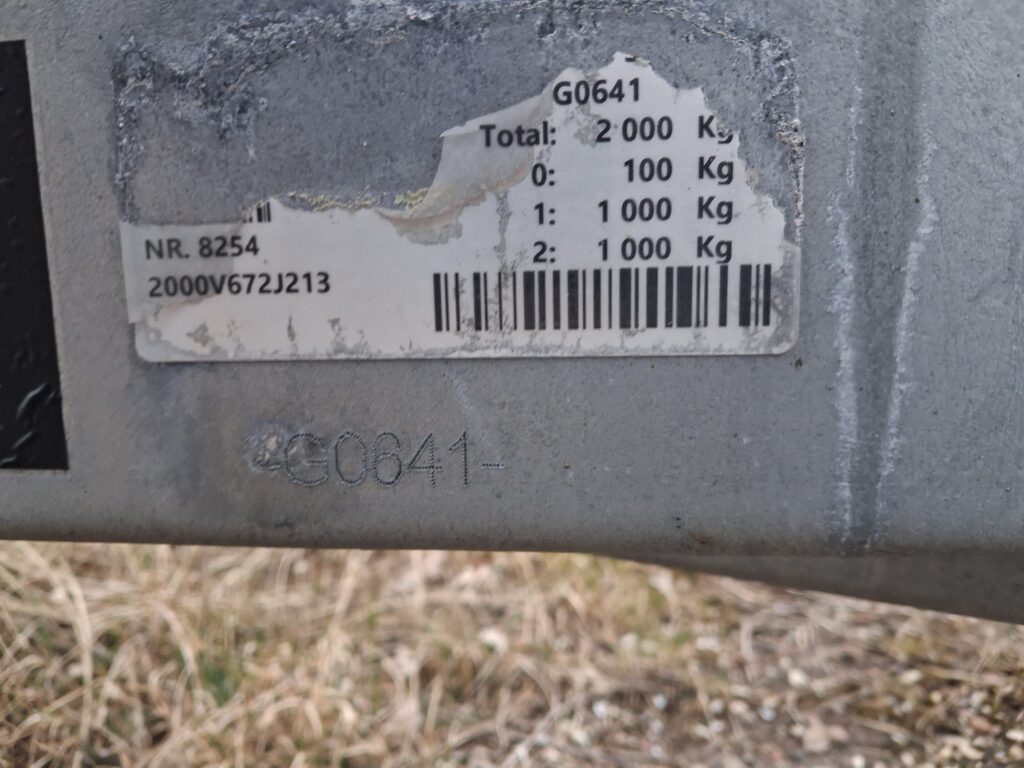 G0641
Total: 2 000 Kg
0: 100 Kg
1: 1 000 Kg
2: 1 000 Kg
NR. 8254
2000V672J213
-G0641-